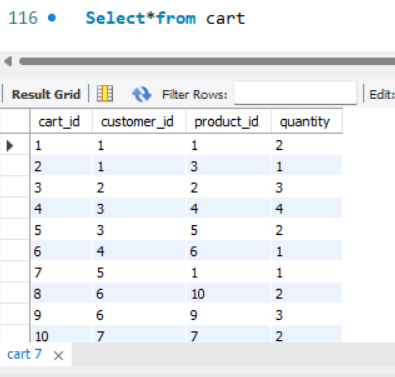 116 Select*from cart
Result Grid Filter Rows: Edit:
cart_id customer_id product_id quantity
1 1 1 2
2 1 3 1
3 2 2 3
4 3 4 4
5 3 5 2
6 4 6 1
7 5 1 1
8 6 10 2
9 6 9 3
10 7 7 2
cart 7 ×